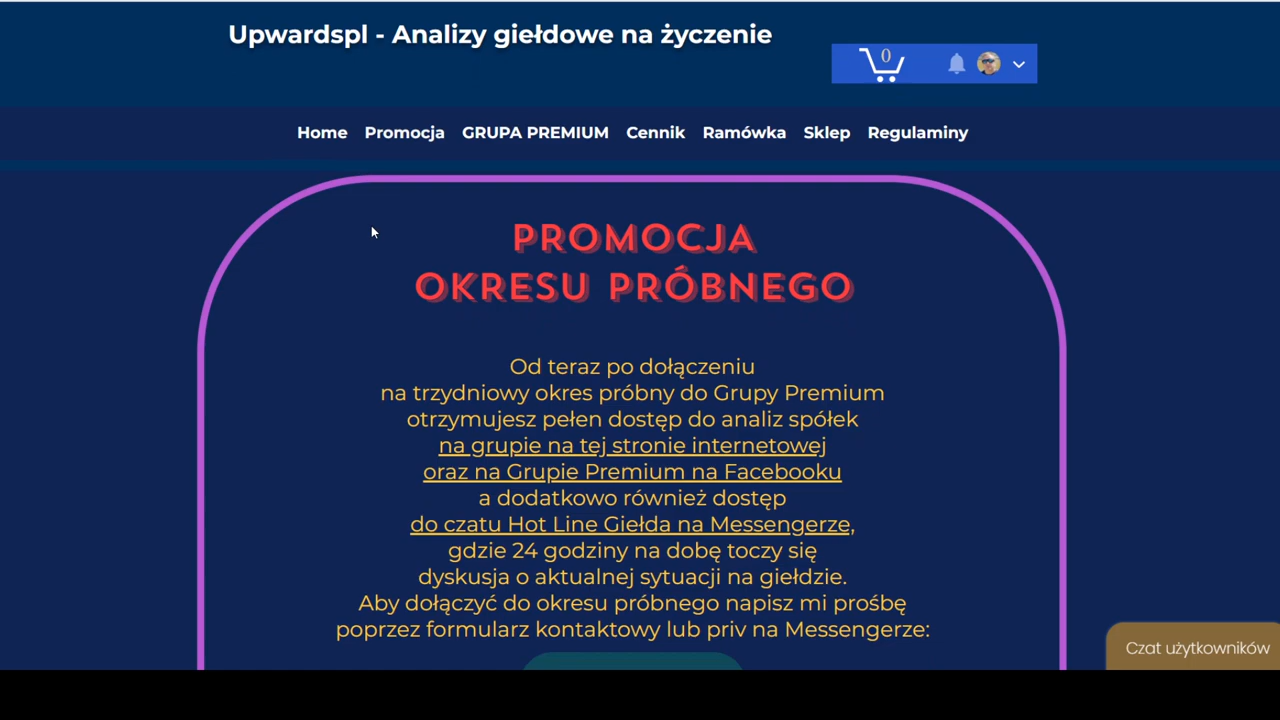 Upwardspl - Analizy giełdowe na życzenie
0
Home Promocja GRUPA PREMIUM Cennik Ramówka Sklep Regulaminy
PROMOCJA
OKRESU PRÓBNEGO
Od teraz po dołączeniu
na trzydniowy okres próbny do Grupy Premium
otrzymujesz pełen dostęp do analiz spółek
na grupie na tej stronie internetowej
oraz na Grupie Premium na Facebooku
a dodatkowo również dostęp
do czatu Hot Line Giełda na Messengerze,
gdzie 24 godziny na dobę toczy się
dyskusja o aktualnej sytuacji na giełdzie.
Aby dołączyć do okresu próbnego napisz mi prośbę
poprzez formularz kontaktowy lub priv na Messengerze:
Czat użytkowników